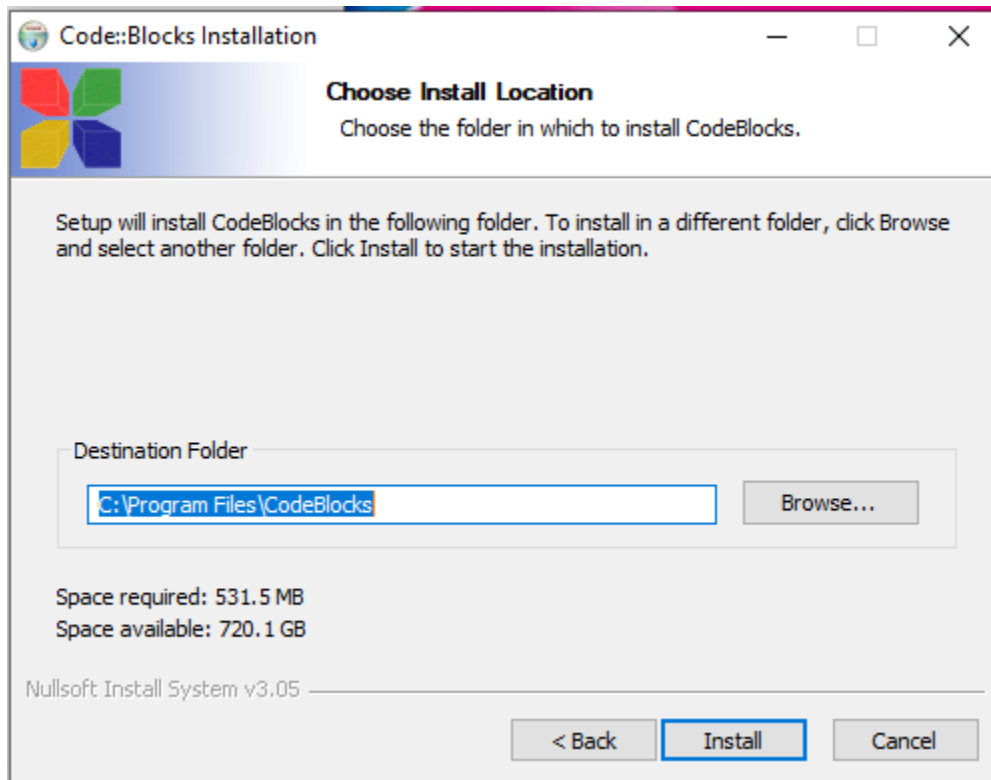 Code::Blocks Installation
Choose Install Location
Choose the folder in which to install CodeBlocks.
Setup will install CodeBlocks in the following folder. To install in a different folder, click Browse
and select another folder. Click Install to start the installation.
Destination Folder
C:\Program Files\CodeBlocks
Browse...
Space required: 531.5 MB
Space available: 720.1 GB
Nullsoft Install System v3.05
< Back
Install
Cancel